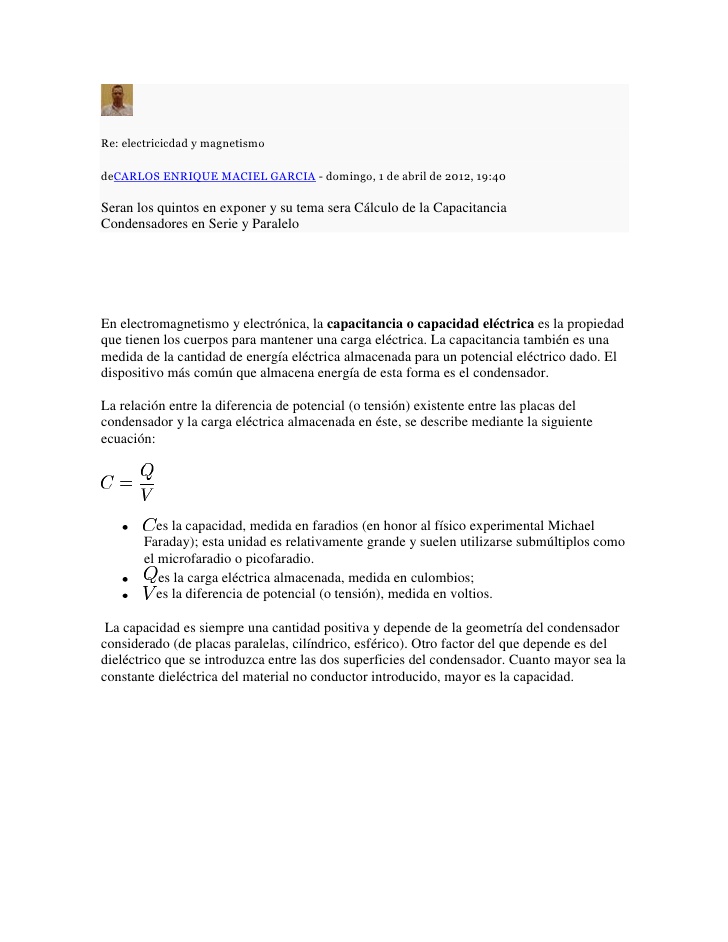 Re: electricicdad y magnetismo
deCARLOS ENRIQUE MACIEL GARCIA - domingo, 1 de abril de 2012, 19:40
Seran los quintos en exponer y su tema sera Cálculo de la Capacitancia
Condensadores en Serie y Paralelo
En electromagnetismo y electrónica, la capacitancia o capacidad eléctrica es la propiedad
que tienen los cuerpos para mantener una carga eléctrica. La capacitancia también es una
medida de la cantidad de energía eléctrica almacenada para un potencial eléctrico dado. El
dispositivo más común que almacena energía de esta forma es el condensador.
La relación entre la diferencia de potencial (o tensión) existente entre las placas del
condensador y la carga eléctrica almacenada en éste, se describe mediante la siguiente
ecuación:
C = Q/V
• C es la capacidad, medida en faradios (en honor al físico experimental Michael
Faraday); esta unidad es relativamente grande y suelen utilizarse submúltiplos como
el microfaradio o picofaradio.
• Q es la carga eléctrica almacenada, medida en culombios;
• V es la diferencia de potencial (o tensión), medida en voltios.
La capacidad es siempre una cantidad positiva y depende de la geometría del condensador
considerado (de placas paralelas, cilíndrico, esférico). Otro factor del que depende es del
dieléctrico que se introduzca entre las dos superficies del condensador. Cuanto mayor sea la
constante dieléctrica del material no conductor introducido, mayor es la capacidad.